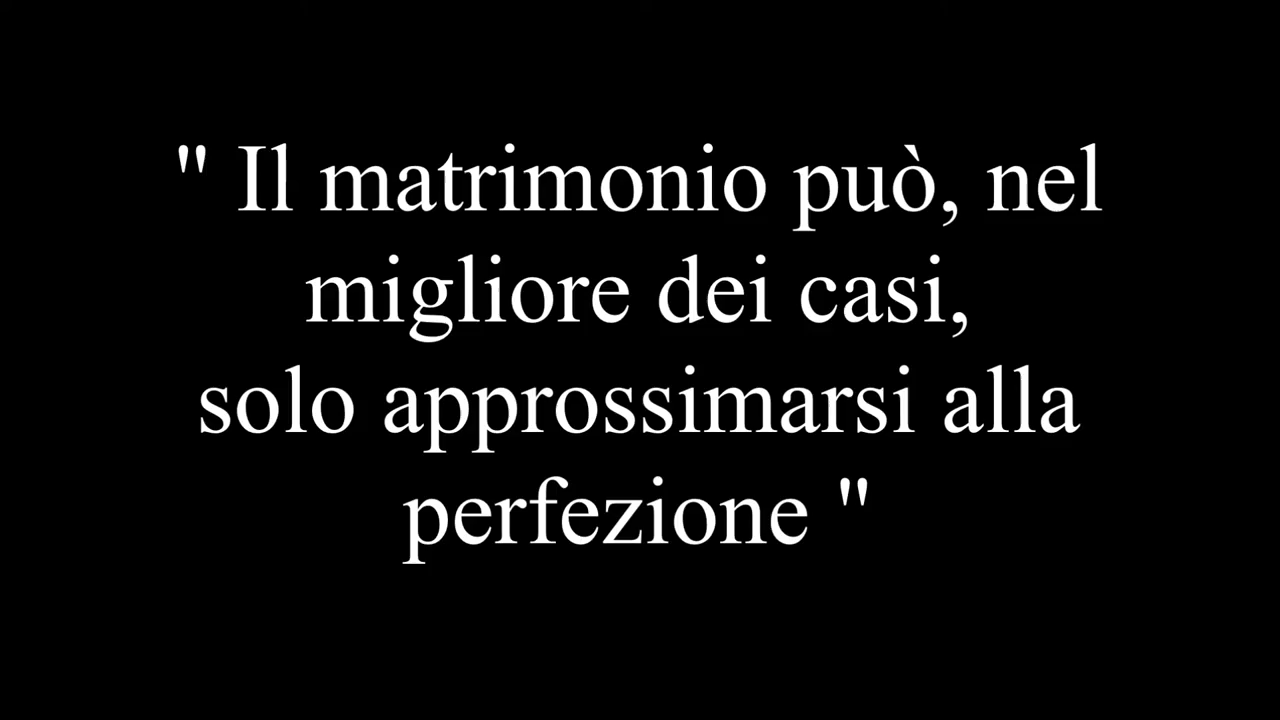 " Il matrimonio può, nel
migliore dei casi,
solo approssimarsi alla
perfezione "